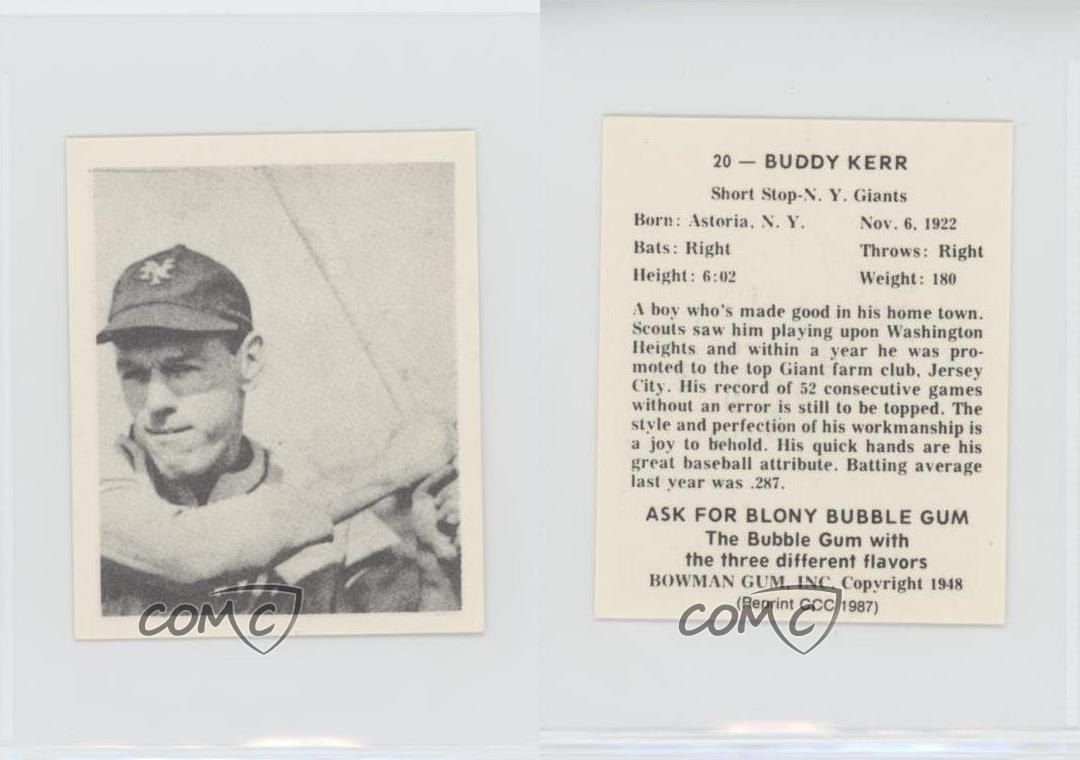 NY
COMC
20 — BUDDY KERR
Short Stop-N. Y. Giants
Born: Astoria, N. Y. Nov. 6, 1922
Bats: Right Throws: Right
Height: 6:02 Weight: 180
A boy who's made good in his home town.
Scouts saw him playing upon Washington
Heights and within a year he was pro-
moted to the top Giant farm club, Jersey
City. His record of 52 consecutive games
without an error is still to be topped. The
style and perfection of his workmanship is
a joy to behold. His quick hands are his
great baseball attribute. Batting average
last year was .287.
ASK FOR BLONY BUBBLE GUM
The Bubble Gum with
the three different flavors
BOWMAN GUM, INC. Copyright 1948
(Reprint CCC 1987)
COMC